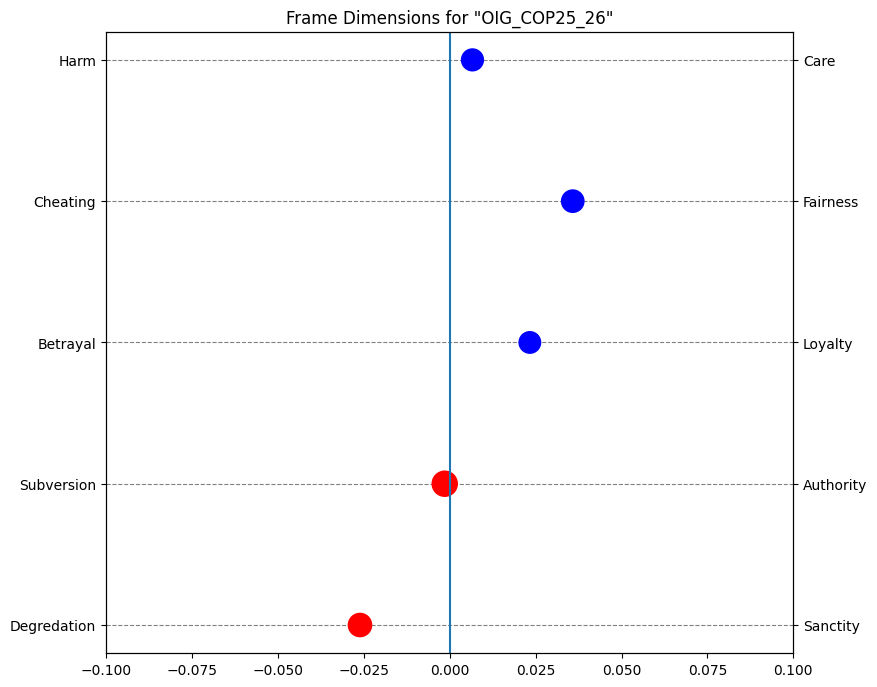 Frame Dimensions for "OIG_COP25_26"
Harm
Care
Cheating
Fairness
Betrayal
Loyalty
Subversion
Authority
Degredation
Sanctity
−0.100 −0.075 −0.050 −0.025 0.000 0.025 0.050 0.075 0.100